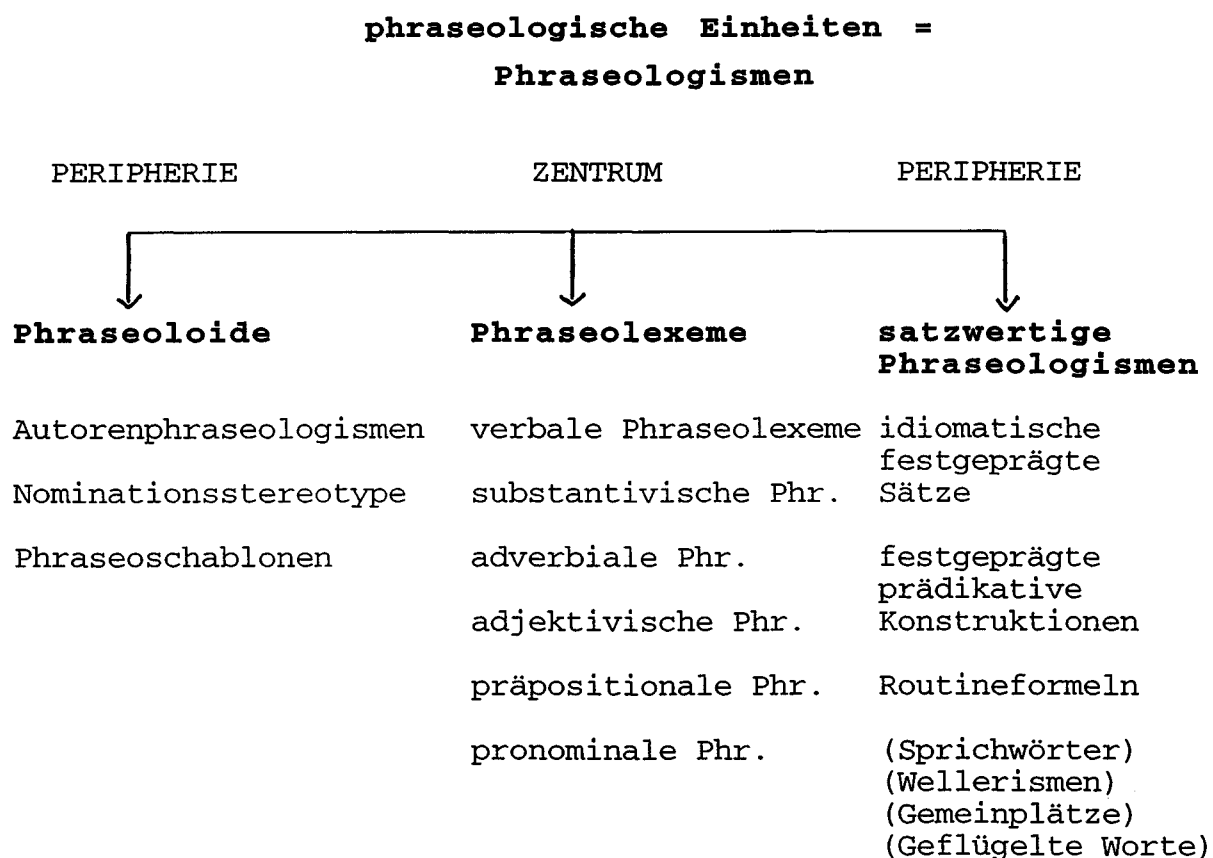 phraseologische Einheiten =
Phraseologismen
PERIPHERIE ZENTRUM PERIPHERIE
Phraseoloide Phraseolexeme satzwertige
Phraseologismen
Autorenphraseologismen verbale Phraseolexeme idiomatische
festgeprägte
Nominationsstereotype substantivische Phr. Sätze
Phraseoschablonen adverbiale Phr. festgeprägte
prädikative
adjektivische Phr. Konstruktionen
präpositionale Phr. Routineformeln
pronominale Phr. (Sprichwörter)
(Wellerismen)
(Gemeinplätze)
(Geflügelte Worte)